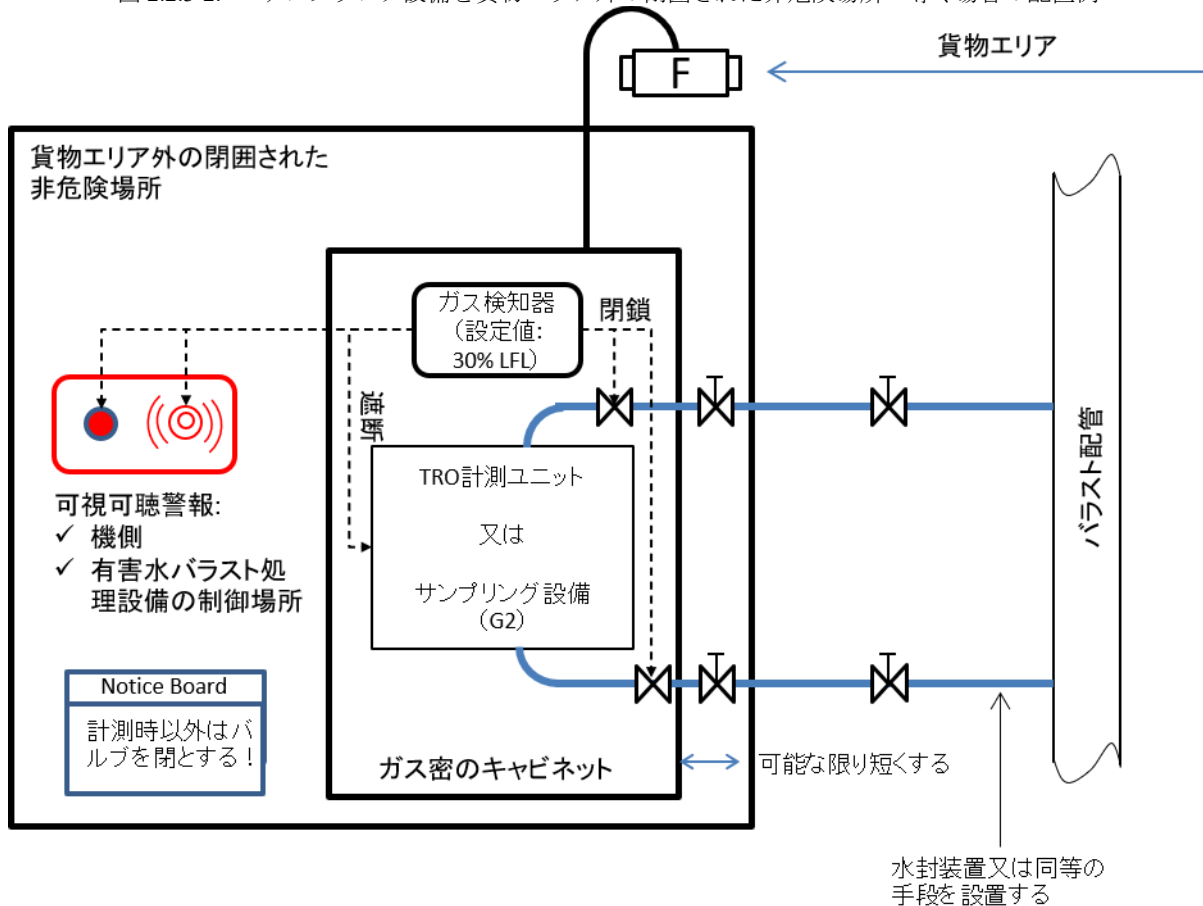 貨物エリア
F
貨物エリア外の閉囲された
非危険場所
ガス検知器
(設定値:
30% LFL)
閉鎖
遮断
TRO計測ユニット
又は
サンプリング設備
(G2)
バラスト配管
可視可聴警報:
✓ 機側
✓ 有害水バラスト処
理設備の制御場所
Notice Board
計測時以外はバ
ルブを閉とする！
ガス密のキャビネット
可能な限り短くする
水封装置又は同等の
手段を設置する